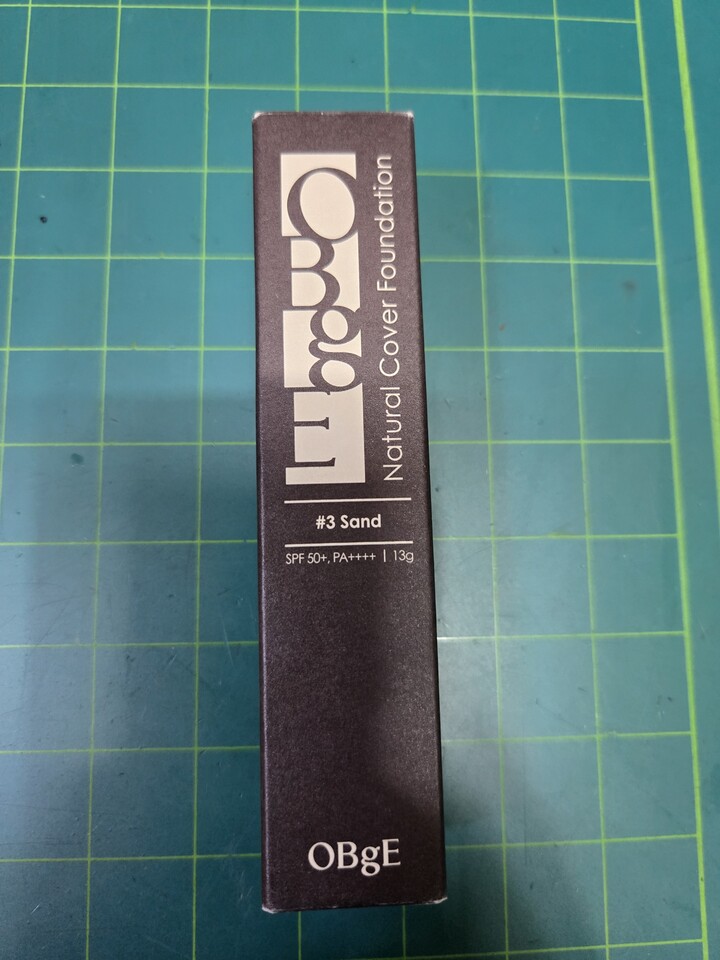 OBgE
Natural Cover Foundation
#3 Sand
SPF 50+, PA++++ | 13g
OBgE